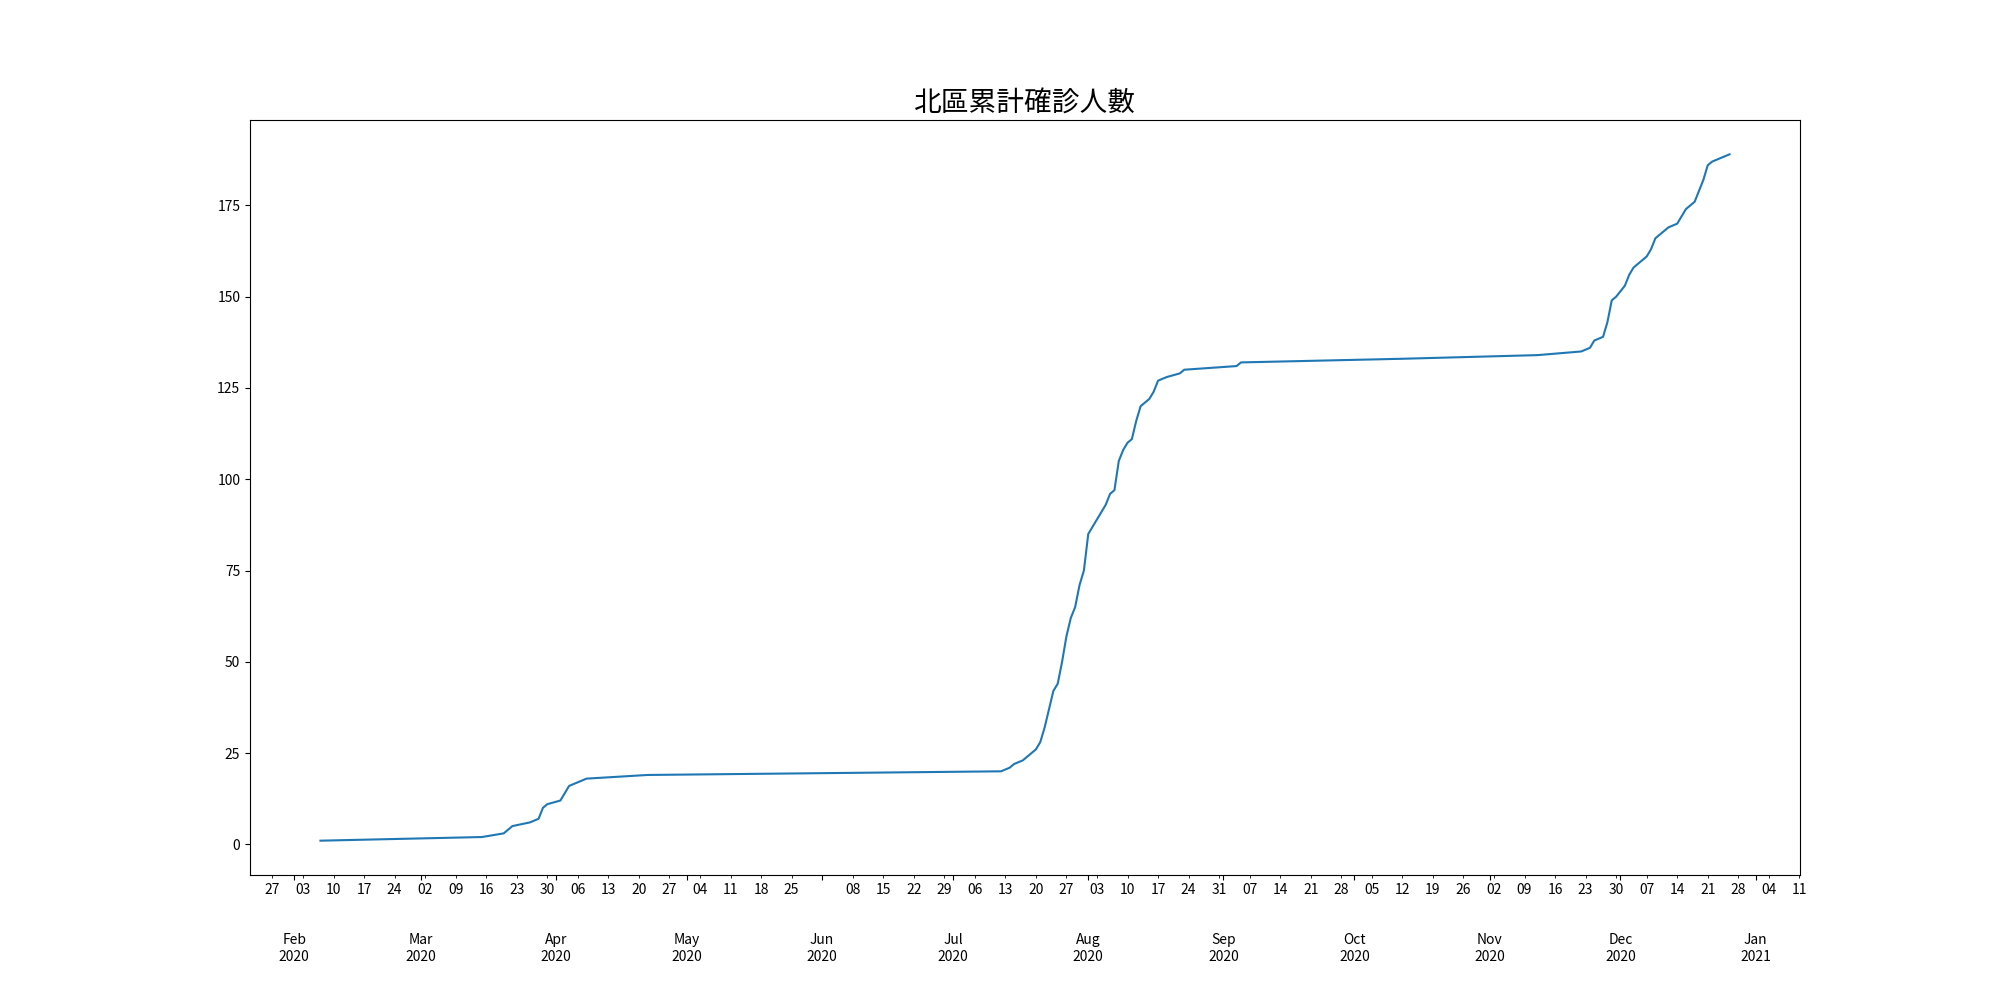 北區累計確診人數
175
150
125
100
75
50
25
0
27 03 10 17 24 02 09 16 23 30 06 13 20 27 04 11 18 25 08 15 22 29 06 13 20 27 03 10 17 24 31 07 14 21 28 05 12 19 26 02 09 16 23 30 07 14 21 28 04 11
Feb Mar Apr May Jun Jul Aug Sep Oct Nov Dec Jan
2020 2020 2020 2020 2020 2020 2020 2020 2020 2020 2020 2021